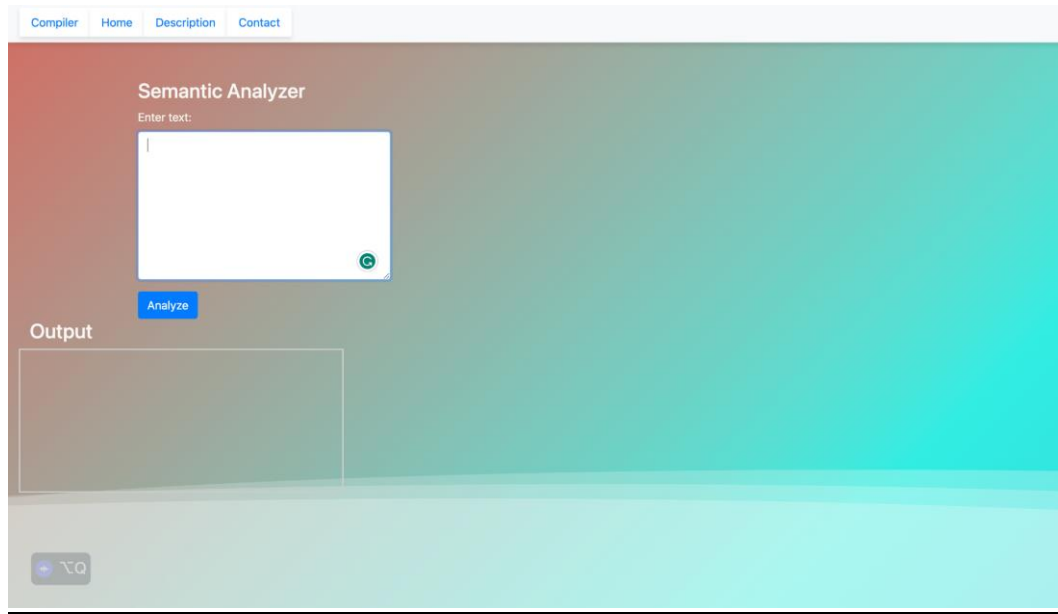 Compiler Home Description Contact
Semantic Analyzer
Enter text:
Analyze
Output
⌥Q